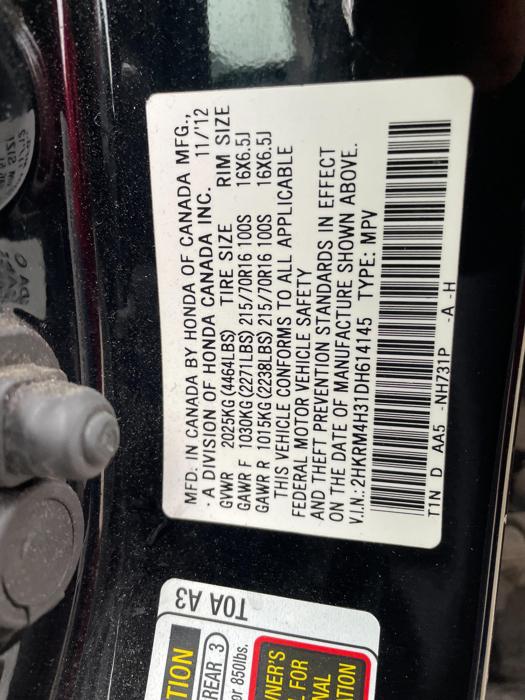 MFD. IN CANADA BY HONDA OF CANADA MFG.,
A DIVISION OF HONDA CANADA INC. 11/12
GVWR 2025KG(4464LBS) TIRE SIZE RIM SIZE
GAWR F 1030KG(2271LBS) 215/70R16 100S 16X6.5J
GAWR R 1015KG(2238LBS) 215/70R16 100S 16X6.5J
THIS VEHICLE CONFORMS TO ALL APPLICABLE
FEDERAL MOTOR VEHICLE SAFETY
AND THEFT PREVENTION STANDARDS IN EFFECT
ON THE DATE OF MANUFACTURE SHOWN ABOVE.
V.I.N.: 2HKRM4H31DH614145 TYPE: MPV
T1N D AA5 -NH731P -A -H
T0A A3
REAR 3
850lbs.
FOR